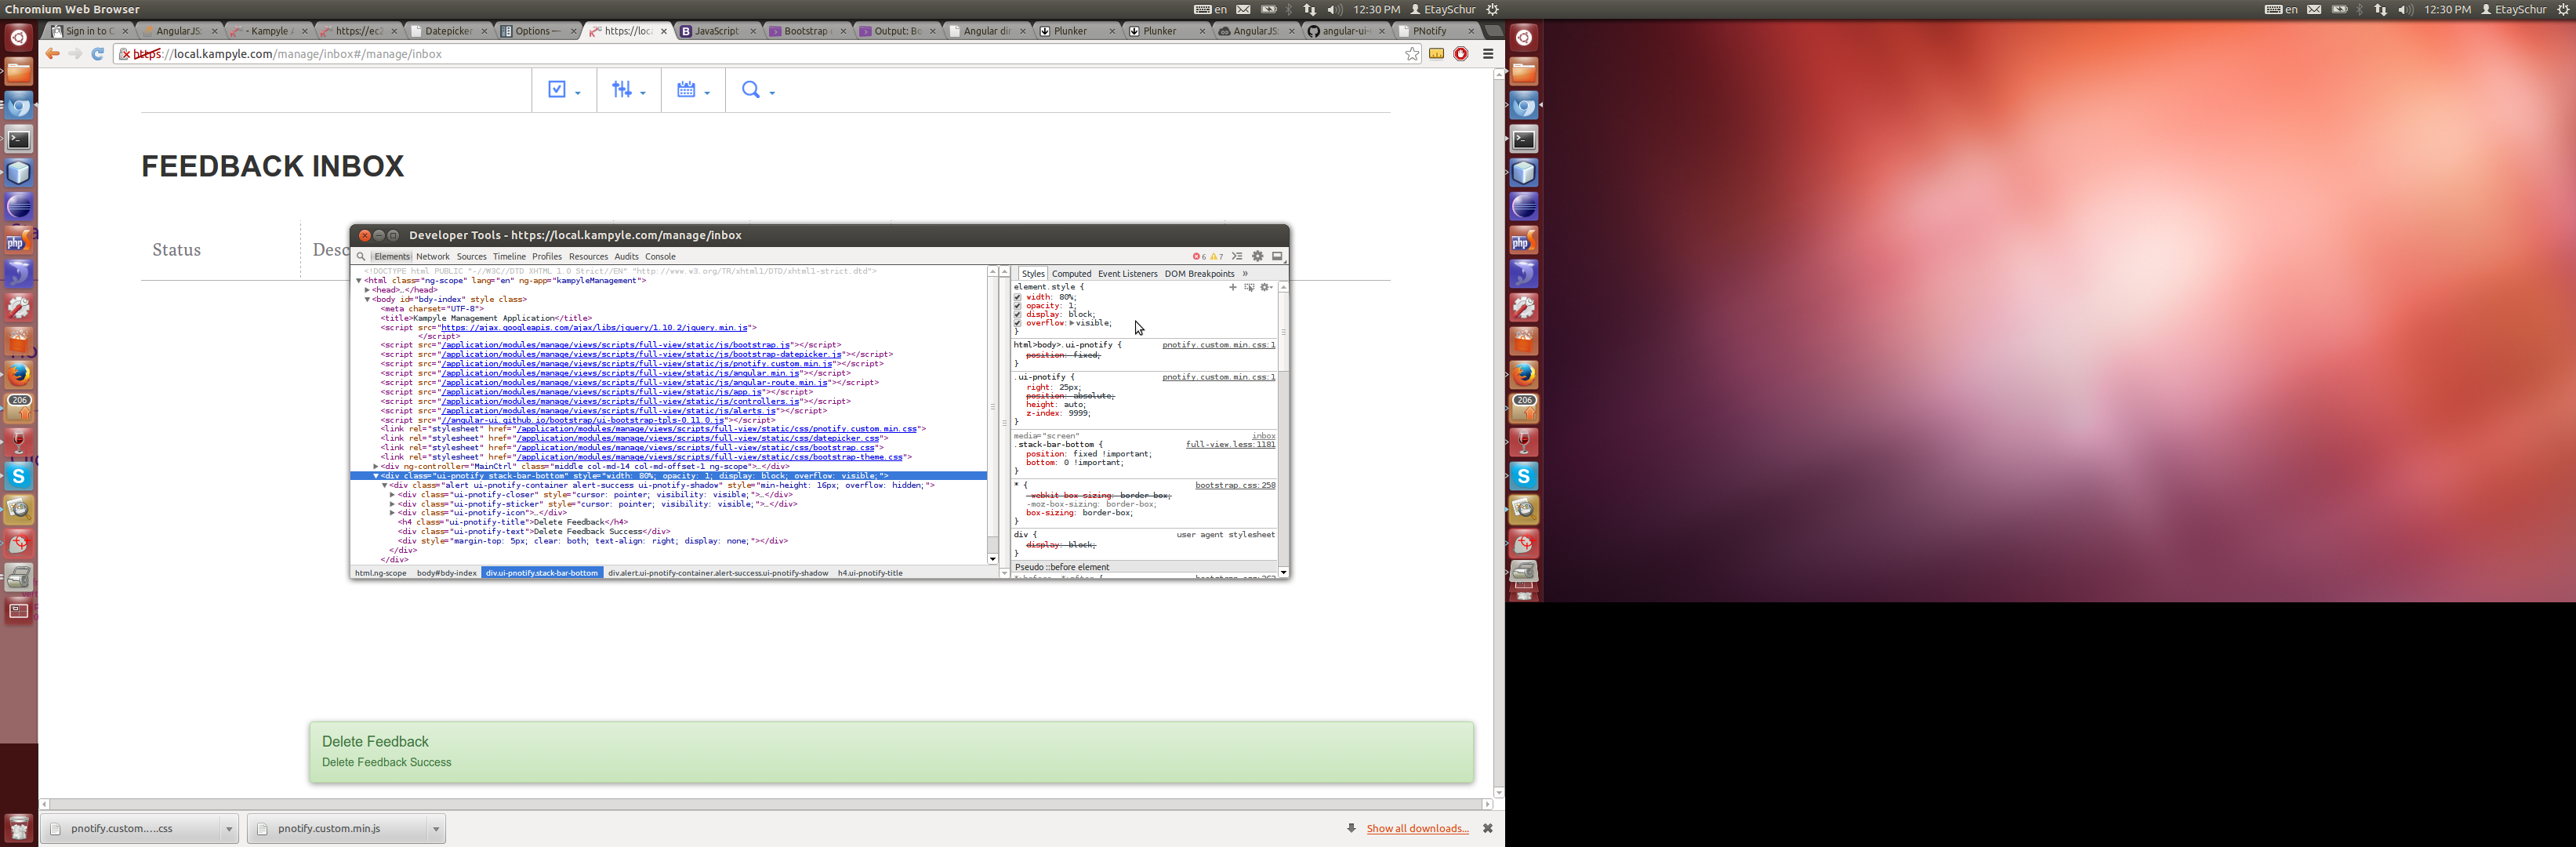 Chromium Web Browser
en 12:30 PM EtaySchur
en 12:30 PM EtaySchur
Sign in to C
AngularJS:
- Kampyle A
https://ec2
Datepicker
Options —
https://loca
JavaScript
Bootstrap
Output: Bo
Angular dir
Plunker
Plunker
AngularJS:
angular-ui-
PNotify
https://local.kampyle.com/manage/inbox#/manage/inbox
FEEDBACK INBOX
Status
Desc
Developer Tools - https://local.kampyle.com/manage/inbox
Elements Network Sources Timeline Profiles Resources Audits Console
6 7
<!DOCTYPE html PUBLIC "-//W3C//DTD XHTML 1.0 Strict//EN" "http://www.w3.org/TR/xhtml1/DTD/xhtml1-strict.dtd">
<html class="ng-scope" lang="en" ng-app="kampyleManagement">
<head>…</head>
<body id="bdy-index" style class>
<meta charset="UTF-8">
<title>Kampyle Management Application</title>
<script src="https://ajax.googleapis.com/ajax/libs/jquery/1.10.2/jquery.min.js">
</script>
<script src="/application/modules/manage/views/scripts/full-view/static/js/bootstrap.js"></script>
<script src="/application/modules/manage/views/scripts/full-view/static/js/bootstrap-datepicker.js"></script>
<script src="/application/modules/manage/views/scripts/full-view/static/js/pnotify.custom.min.js"></script>
<script src="/application/modules/manage/views/scripts/full-view/static/js/angular.min.js"></script>
<script src="/application/modules/manage/views/scripts/full-view/static/js/angular-route.min.js"></script>
<script src="/application/modules/manage/views/scripts/full-view/static/js/app.js"></script>
<script src="/application/modules/manage/views/scripts/full-view/static/js/controllers.js"></script>
<script src="/application/modules/manage/views/scripts/full-view/static/js/alerts.js"></script>
<script src="//angular-ui.github.io/bootstrap/ui-bootstrap-tpls-0.11.0.js"></script>
<link rel="stylesheet" href="/application/modules/manage/views/scripts/full-view/static/css/pnotify.custom.min.css">
<link rel="stylesheet" href="/application/modules/manage/views/scripts/full-view/static/css/datepicker.css">
<link rel="stylesheet" href="/application/modules/manage/views/scripts/full-view/static/css/bootstrap.css">
<link rel="stylesheet" href="/application/modules/manage/views/scripts/full-view/static/css/bootstrap-theme.css">
<div ng-controller="MainCtrl" class="middle col-md-14 col-md-offset-1 ng-scope">…</div>
<div class="ui-pnotify stack-bar-bottom" style="width: 80%; opacity: 1; display: block; overflow: visible;">
<div class="alert ui-pnotify-container alert-success ui-pnotify-shadow" style="min-height: 16px; overflow: hidden;">
<div class="ui-pnotify-closer" style="cursor: pointer; visibility: visible;">…</div>
<div class="ui-pnotify-sticker" style="cursor: pointer; visibility: visible;">…</div>
<div class="ui-pnotify-icon">…</div>
<h4 class="ui-pnotify-title">Delete Feedback</h4>
<div class="ui-pnotify-text">Delete Feedback Success</div>
<div style="margin-top: 5px; clear: both; text-align: right; display: none;"></div>
</div>
</div>
html.ng-scope body#bdy-index div.ui-pnotify.stack-bar-bottom div.alert.ui-pnotify-container.alert-success.ui-pnotify-shadow h4.ui-pnotify-title
Styles Computed Event Listeners DOM Breakpoints »
element.style {
width: 80%;
opacity: 1;
display: block;
overflow: visible;
}
html>body>.ui-pnotify { pnotify.custom.min.css:1
position: fixed;
}
.ui-pnotify { pnotify.custom.min.css:1
right: 25px;
position: absolute;
height: auto;
z-index: 9999;
}
media="screen" inbox
.stack-bar-bottom { full-view.less:1181
position: fixed !important;
bottom: 0 !important;
}
* { bootstrap.css:258
-webkit-box-sizing: border-box;
-moz-box-sizing: border-box;
box-sizing: border-box;
}
div { user agent stylesheet
display: block;
}
Pseudo ::before element
Delete Feedback
Delete Feedback Success
pnotify.custom.…css
pnotify.custom.min.js
Show all downloads...
206
206